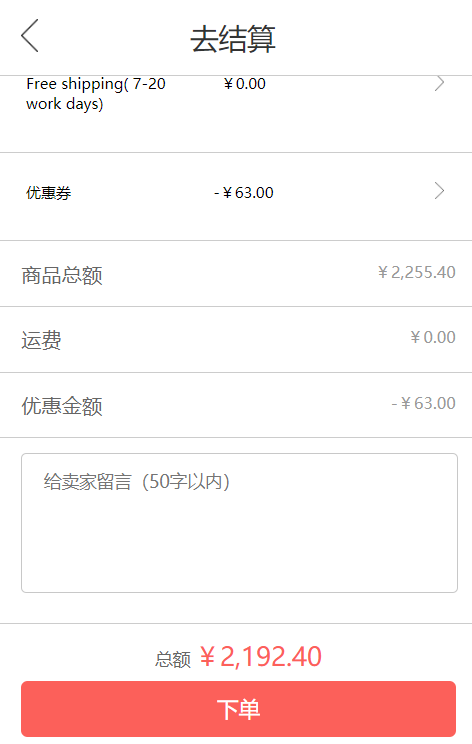 去结算
Free shipping( 7-20 ￥0.00
work days)
优惠券 -￥63.00
商品总额 ￥2,255.40
运费 ￥0.00
优惠金额 -￥63.00
给卖家留言（50字以内）
总额 ￥2,192.40
下单